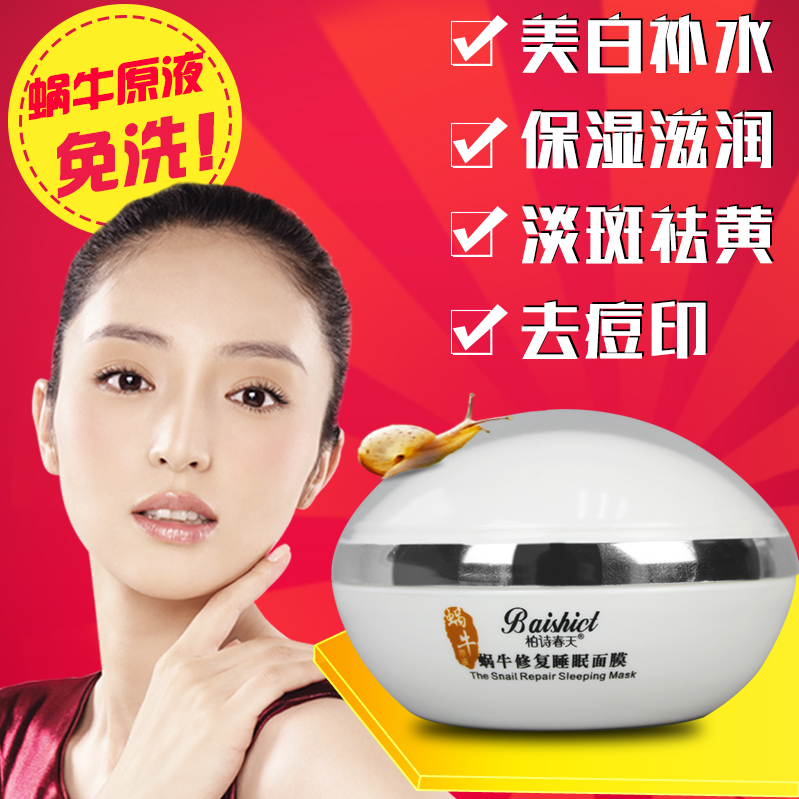 蜗牛原液
免洗!
美白补水
保湿滋润
淡斑祛黄
去痘印
蜗牛
Baishict
柏诗春天®
蜗牛修复睡眠面膜
The Snail Repair Sleeping Mask